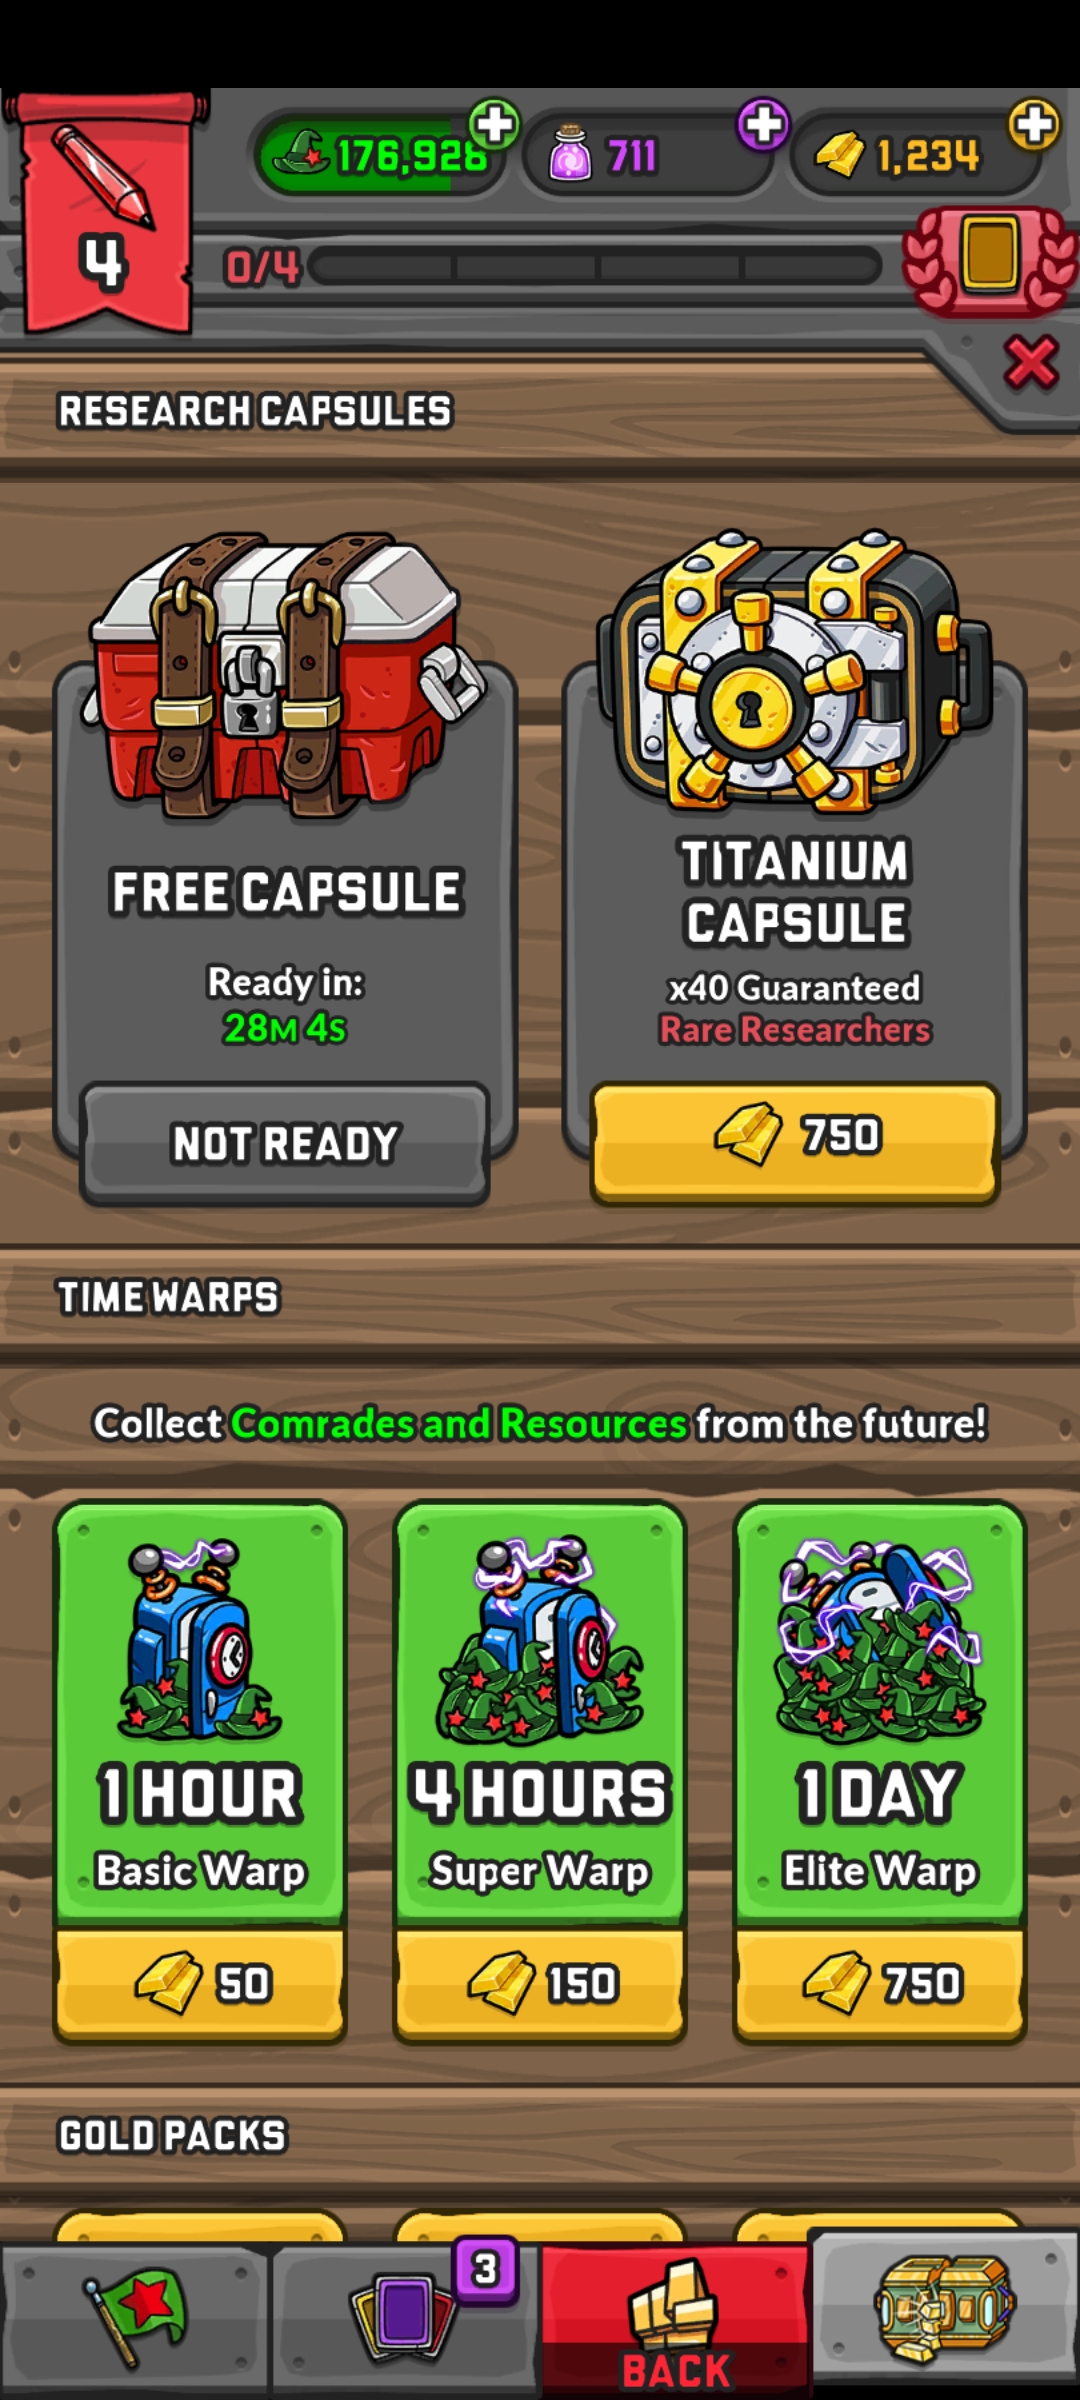 176,928
711
1,234
4
0/4
RESEARCH CAPSULES
FREE CAPSULE
Ready in:
28M 4S
NOT READY
TITANIUM
CAPSULE
x40 Guaranteed
Rare Researchers
750
TIME WARPS
Collect Comrades and Resources from the future!
1 HOUR
Basic Warp
50
4 HOURS
Super Warp
150
1 DAY
Elite Warp
750
GOLD PACKS
3
BACK